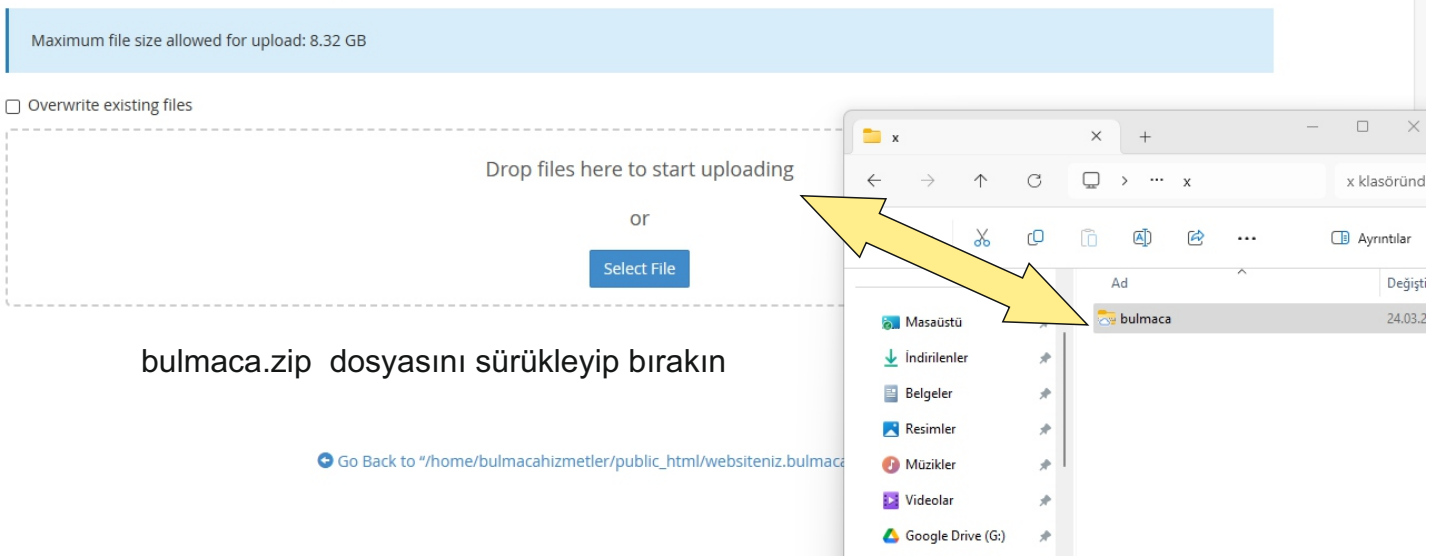 Maximum file size allowed for upload: 8.32 GB
Overwrite existing files
Drop files here to start uploading
or
Select File
bulmaca.zip dosyasını sürükleyip bırakın
Go Back to “/home/bulmacahizmetler/public_html/websiteniz.bulmaca
x
x
x klasöründ
Ayrıntılar
Ad
Değişti
bulmaca
24.03.2
Masaüstü
İndirilenler
Belgeler
Resimler
Müzikler
Videolar
Google Drive (G:)